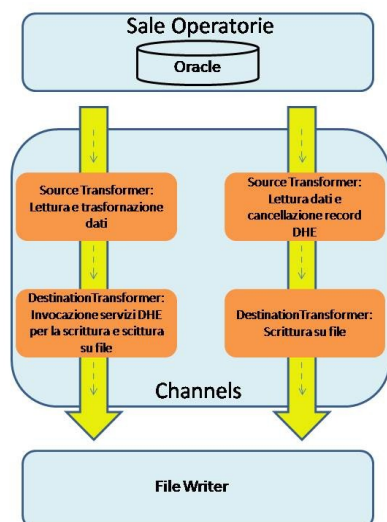 Sale Operatorie
Oracle
Source Transformer:
Lettura e trasfornazione
dati
Source Transformer:
Lettura dati e
cancellazione record
DHE
DestinationTransformer:
Invocazione servizi DHE
per la scrittura e scittura
su file
DestinationTransformer:
Scrittura su file
Channels
File Writer